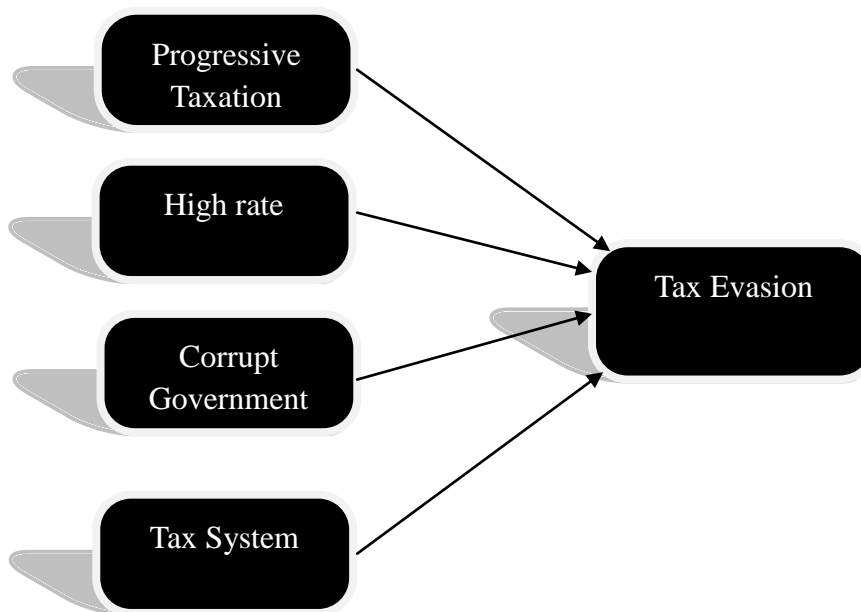 Progressive
Taxation
High rate
Tax Evasion
Corrupt
Government
Tax System